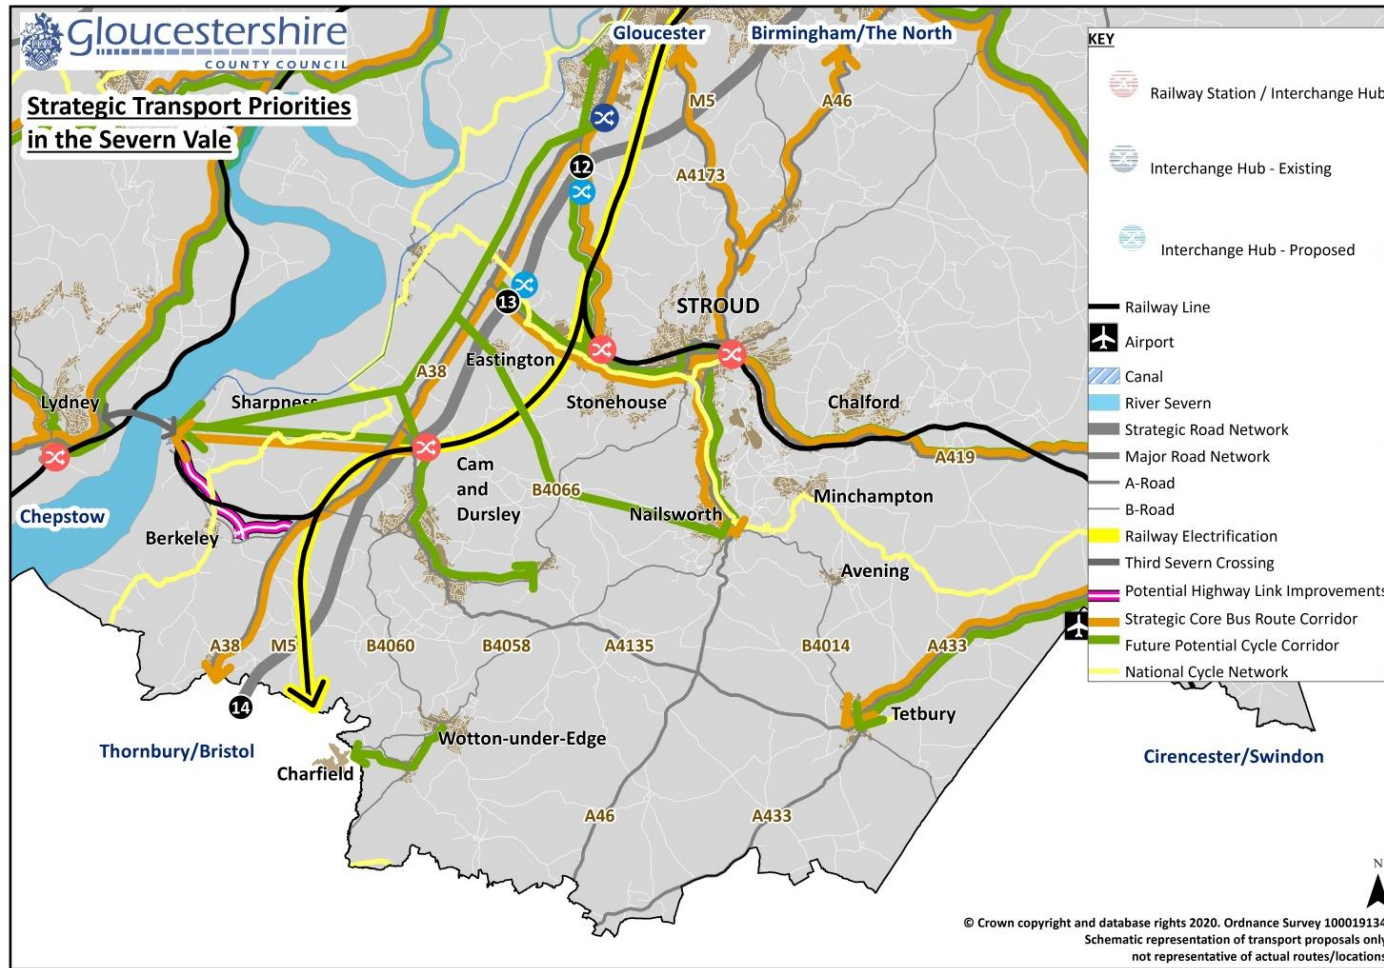 Gloucestershire
COUNTY COUNCIL
Strategic Transport Priorities
in the Severn Vale
Gloucester
Birmingham/The North
M5
A46
12
A4173
13
STROUD
A38
Eastington
Lydney
Sharpness
Stonehouse
Chalford
A419
Cam
and
Dursley
B4066
Minchampton
Chepstow
Nailsworth
Berkeley
Avening
A38
M5
B4060
B4058
A4135
B4014
A433
14
Tetbury
Thornbury/Bristol
Wotton-under-Edge
Charfield
Cirencester/Swindon
A46
A433
KEY
Railway Station / Interchange Hub
Interchange Hub - Existing
Interchange Hub - Proposed
Railway Line
Airport
Canal
River Severn
Strategic Road Network
Major Road Network
A-Road
B-Road
Railway Electrification
Third Severn Crossing
Potential Highway Link Improvements
Strategic Core Bus Route Corridor
Future Potential Cycle Corridor
National Cycle Network
N
© Crown copyright and database rights 2020. Ordnance Survey 100019134
Schematic representation of transport proposals only
not representative of actual routes/locations